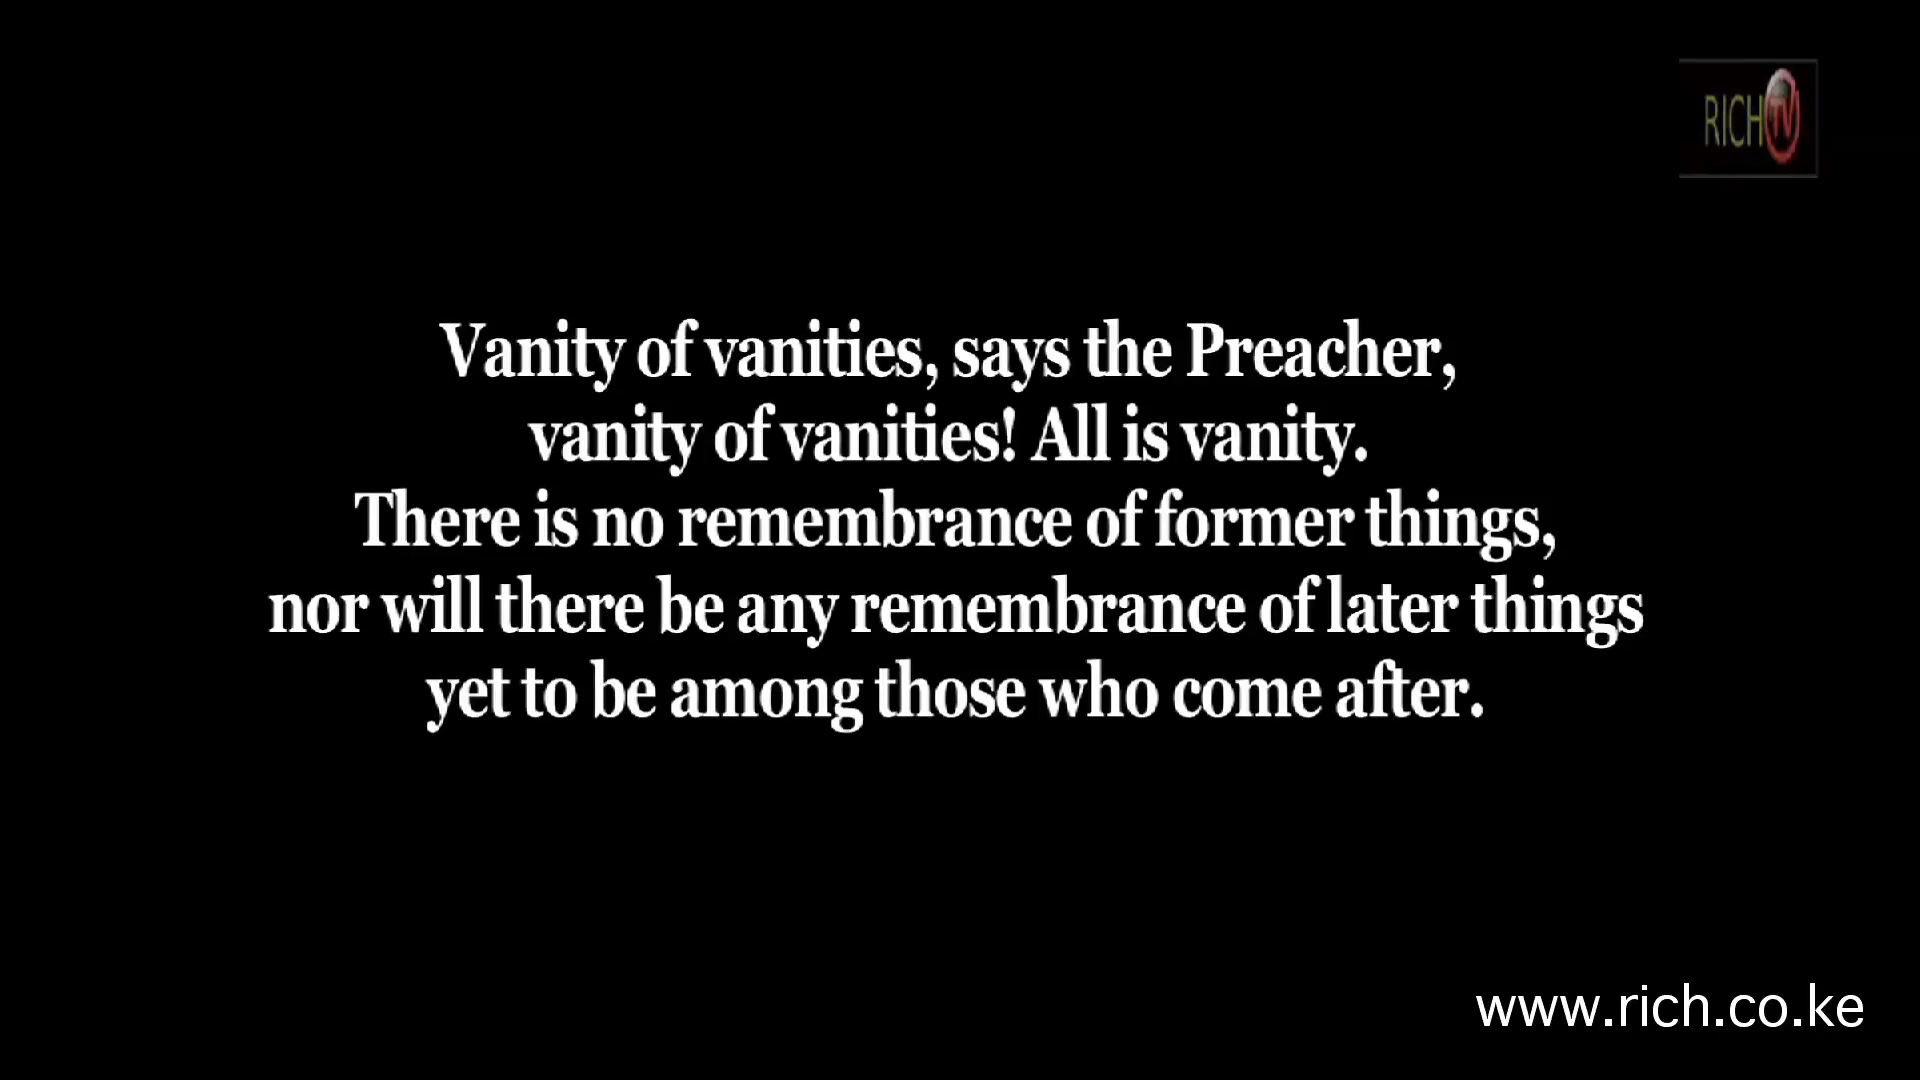 RICH TV
Vanity of vanities, says the Preacher,
vanity of vanities! All is vanity.
There is no remembrance of former things,
nor will there be any remembrance of later things
yet to be among those who come after.
www.rich.co.ke